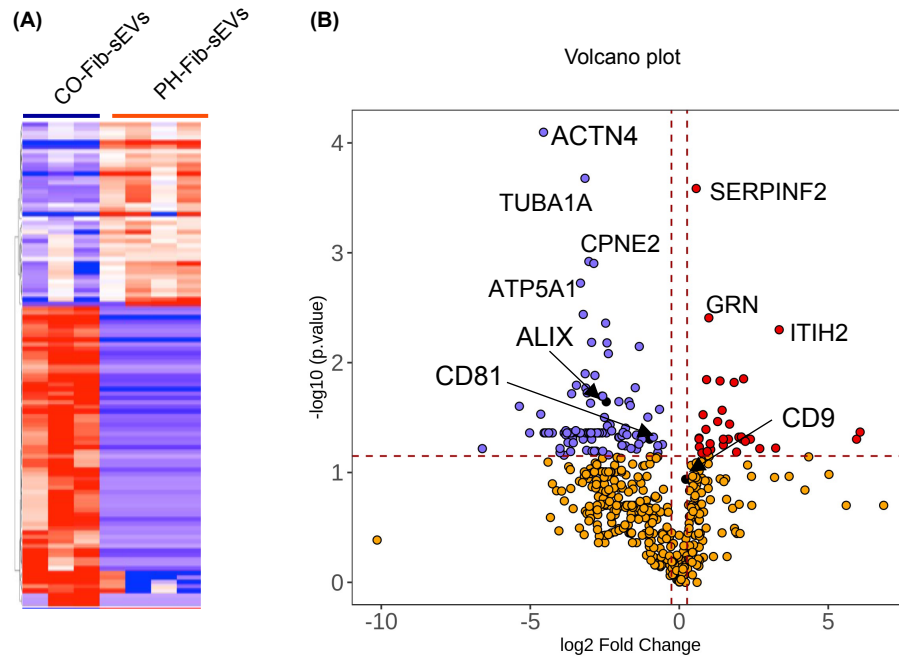 (A)
CO-Fib-sEVs
PH-Fib-sEVs
(B)
Volcano plot
-log10 (p.value)
4
3
2
1
0
ACTN4
TUBA1A
SERPINF2
CPNE2
ATP5A1
GRN
ITIH2
ALIX
CD81
CD9
-10
-5
0
5
log2 Fold Change